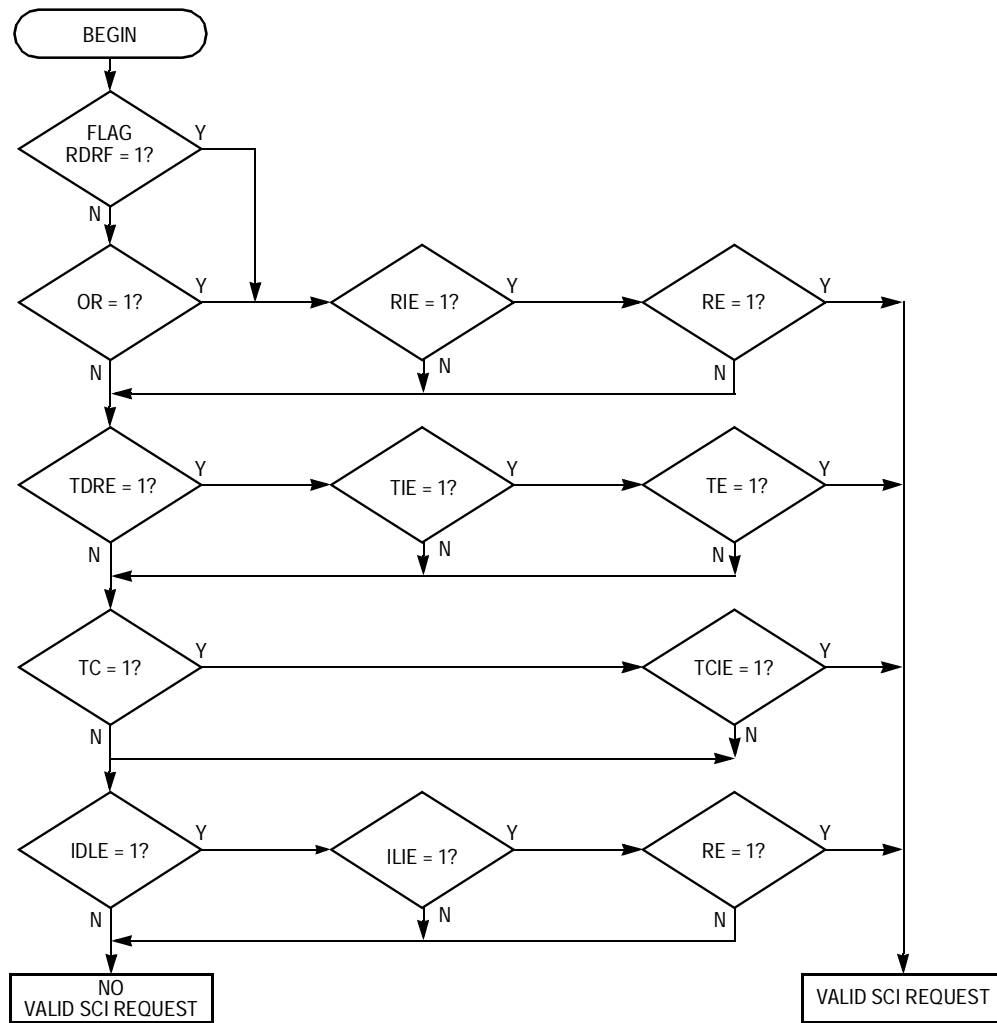 BEGIN
FLAG
RDRF = 1?
Y
N
OR = 1?
Y
RIE = 1?
Y
RE = 1?
Y
N
N
N
TDRE = 1?
Y
TIE = 1?
Y
TE = 1?
Y
N
N
N
TC = 1?
Y
TCIE = 1?
Y
N
N
IDLE = 1?
Y
ILIE = 1?
Y
RE = 1?
Y
N
N
N
NO
VALID SCI REQUEST
VALID SCI REQUEST